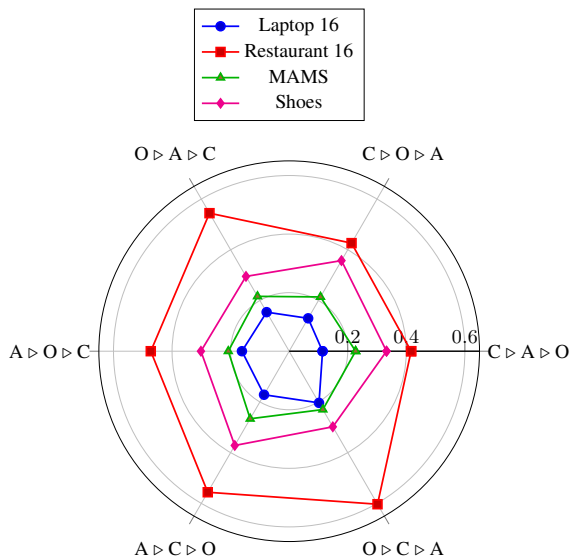 Laptop 16
Restaurant 16
MAMS
Shoes
O ▹ A ▹ C
C ▹ O ▹ A
0.2 0.4 0.6
A ▹ O ▹ C
C ▹ A ▹ O
A ▹ C ▹ O
O ▹ C ▹ A